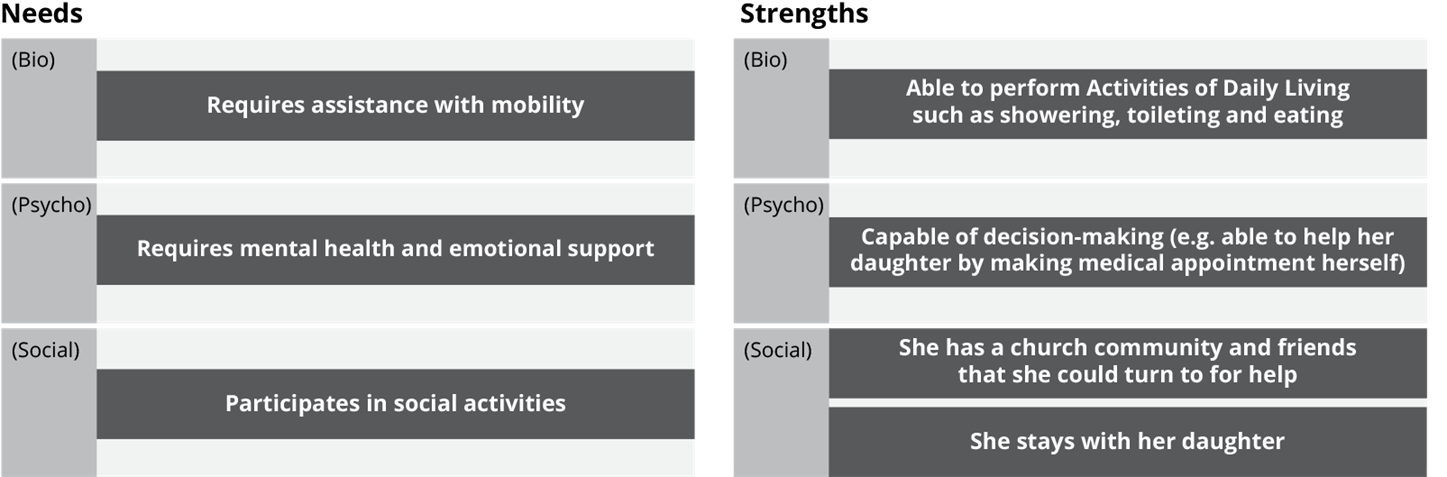 Needs
(Bio)
Requires assistance with mobility
(Psycho)
Requires mental health and emotional support
(Social)
Participates in social activities
Strengths
(Bio)
Able to perform Activities of Daily Living
such as showering, toileting and eating
(Psycho)
Capable of decision-making (e.g. able to help her
daughter by making medical appointment herself)
(Social)
She has a church community and friends
that she could turn to for help
She stays with her daughter